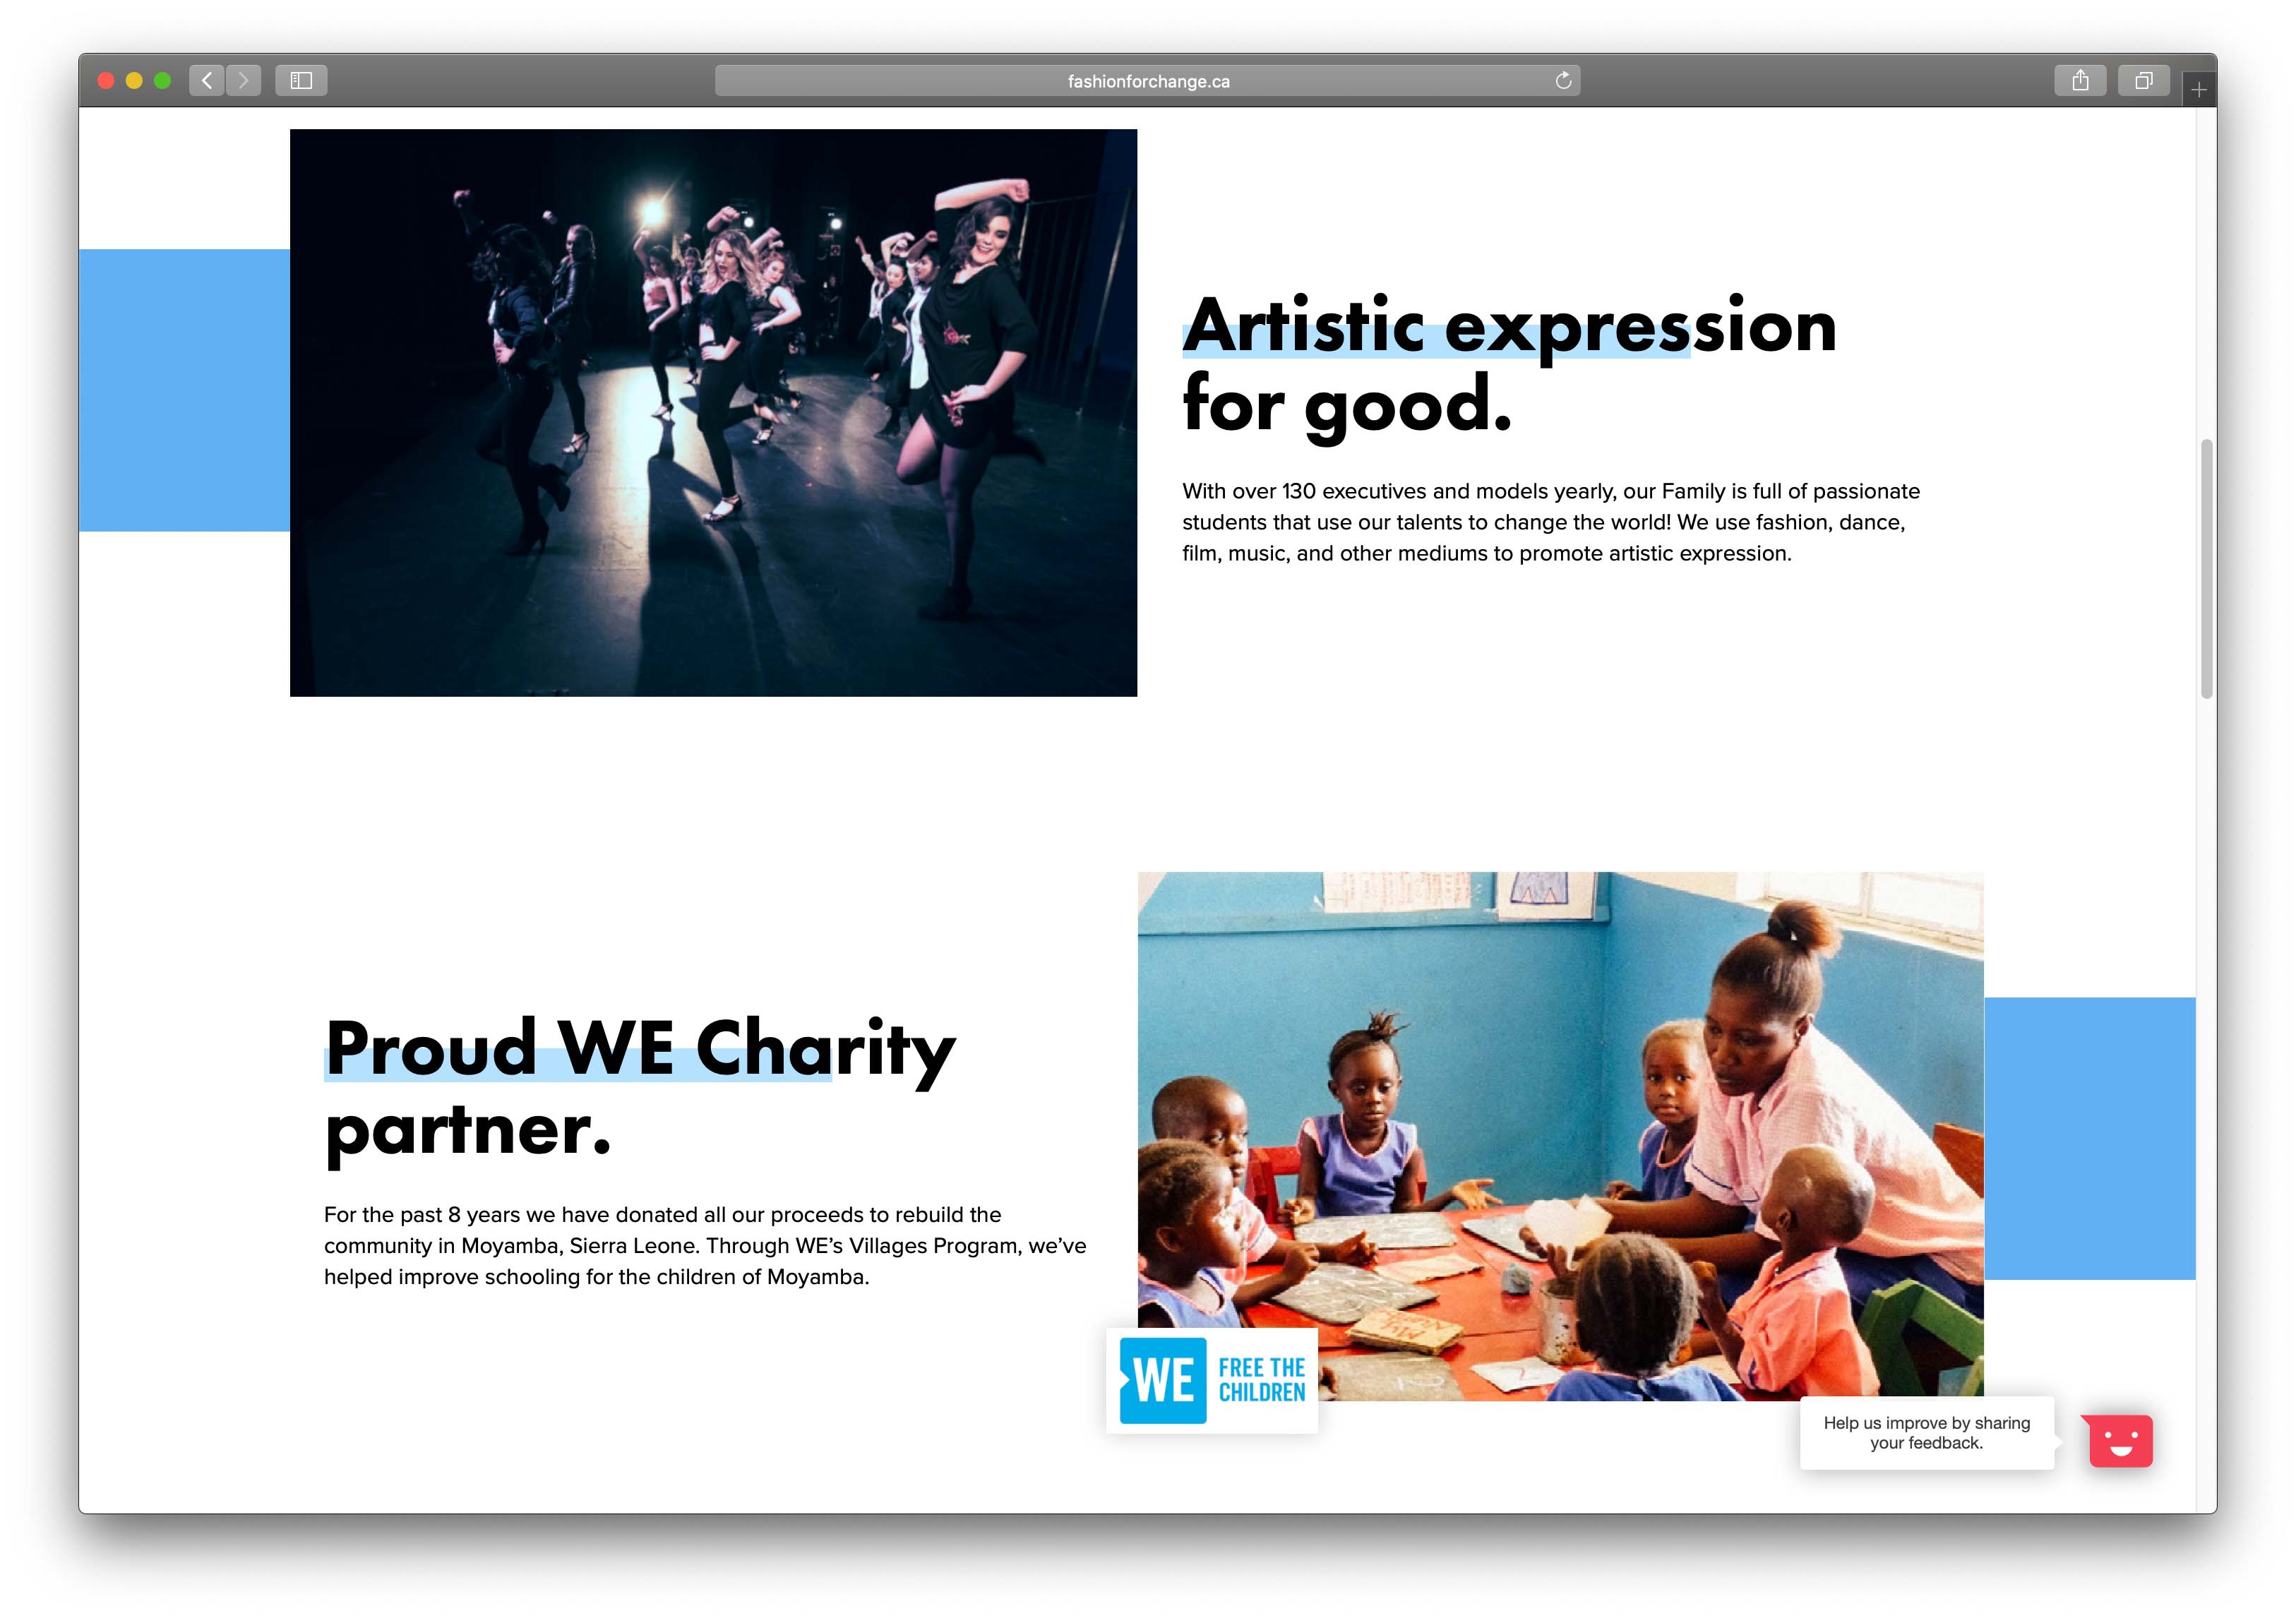 fashionforchange.ca
Artistic expression
for good.
With over 130 executives and models yearly, our Family is full of passionate
students that use our talents to change the world! We use fashion, dance,
film, music, and other mediums to promote artistic expression.
Proud WE Charity
partner.
For the past 8 years we have donated all our proceeds to rebuild the
community in Moyamba, Sierra Leone. Through WE’s Villages Program, we’ve
helped improve schooling for the children of Moyamba.
WE
FREE THE
CHILDREN
Help us improve by sharing
your feedback.